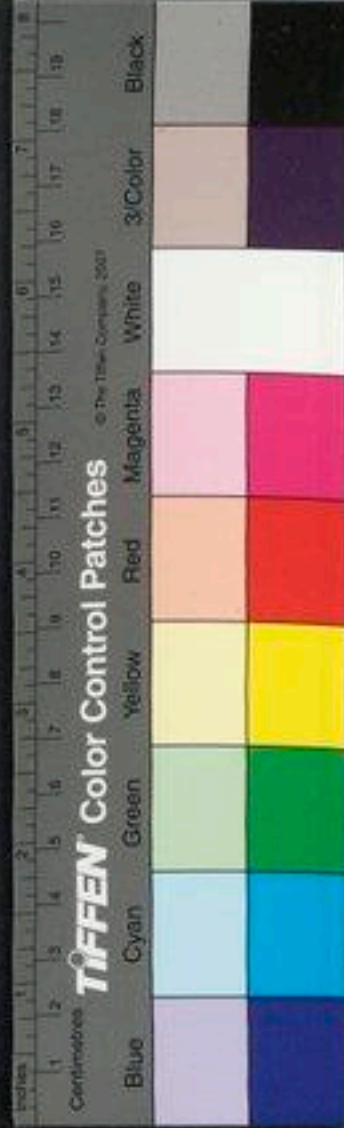 Inches 1 2 3 4 5 6 7 8
Centimetres 1 2 3 4 5 6 7 8 9 10 11 12 13 14 15 16 17 18 19
TIFFEN® Color Control Patches © The Tiffen Company, 2007
Blue Cyan Green Yellow Red Magenta White 3/Color Black